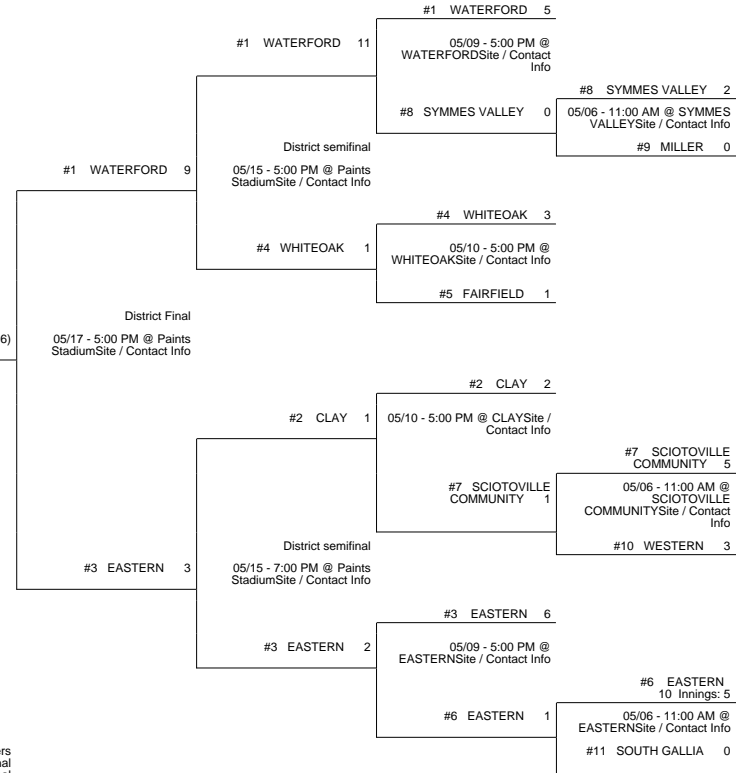 #1 WATERFORD 5
#1 WATERFORD 11
05/09 - 5:00 PM @
WATERFORDSite / Contact
Info
#8 SYMMES VALLEY 2
#8 SYMMES VALLEY 0
05/06 - 11:00 AM @ SYMMES
VALLEYSite / Contact Info
#9 MILLER 0
District semifinal
#1 WATERFORD 9
05/15 - 5:00 PM @ Paints
StadiumSite / Contact Info
#4 WHITEOAK 3
#4 WHITEOAK 1
05/10 - 5:00 PM @
WHITEOAKSite / Contact Info
#5 FAIRFIELD 1
District Final
6)
05/17 - 5:00 PM @ Paints
StadiumSite / Contact Info
#2 CLAY 2
#2 CLAY 1
05/10 - 5:00 PM @ CLAYSite /
Contact Info
#7 SCIOTOVILLE
COMMUNITY 5
#7 SCIOTOVILLE
COMMUNITY 1
05/06 - 11:00 AM @
SCIOTOVILLE
COMMUNITYSite / Contact
Info
#10 WESTERN 3
District semifinal
#3 EASTERN 3
05/15 - 7:00 PM @ Paints
StadiumSite / Contact Info
#3 EASTERN 6
#3 EASTERN 2
05/09 - 5:00 PM @
EASTERNSite / Contact Info
#6 EASTERN
10 Innings: 5
#6 EASTERN 1
05/06 - 11:00 AM @
EASTERNSite / Contact Info
#11 SOUTH GALLIA 0
ers
nal